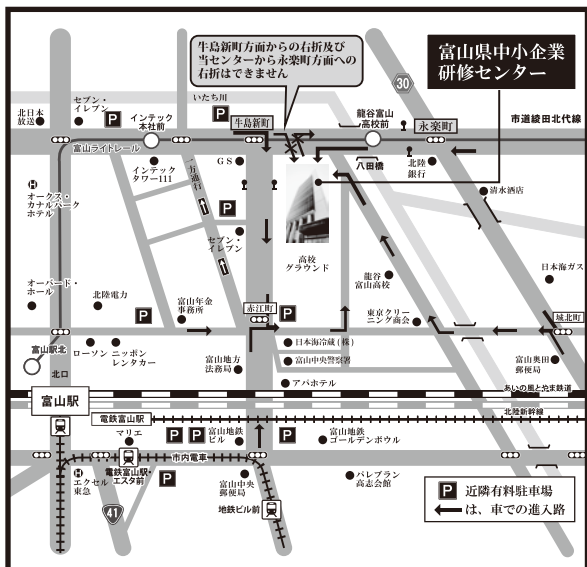 牛島新町方面からの右折及び
当センターから永楽町方面への
右折はできません
富山県中小企業
研修センター
30
北日本
放送
セブン・
イレブン
P
インテック
本社前
いたち川
牛島新町
龍谷富山
高校前
永楽町
市道綾田北代線
富山ライトレール
インテック
タワー111
一方通行
GS
八田橋
北陸
銀行
清水酒店
H
オークス・
カナルパーク
ホテル
P
セブン・
イレブン
高校
グラウンド
龍谷
富山高校
日本海ガス
オーバード・
ホール
北陸電力
P
富山年金
事務所
赤江町
P
東京クリー
ニング商会
城北町
富山駅北
ローソン
ニッポン
レンタカー
日本海冷蔵(株)
富山中央警察署
富山地方
法務局
アパホテル
富山奥田
郵便局
北口
富山駅
あいの風とやま鉄道
北陸新幹線
電鉄富山駅
マリエ
P
P
富山地鉄
ビル
P
富山地鉄
ゴールデンボウル
市内電車
H
エクセル
東急
電鉄富山駅・
エスタ前
P
富山中央
郵便局
パレブラン
高志会館
41
地鉄ビル前
P 近隣有料駐車場
は、車での進入路